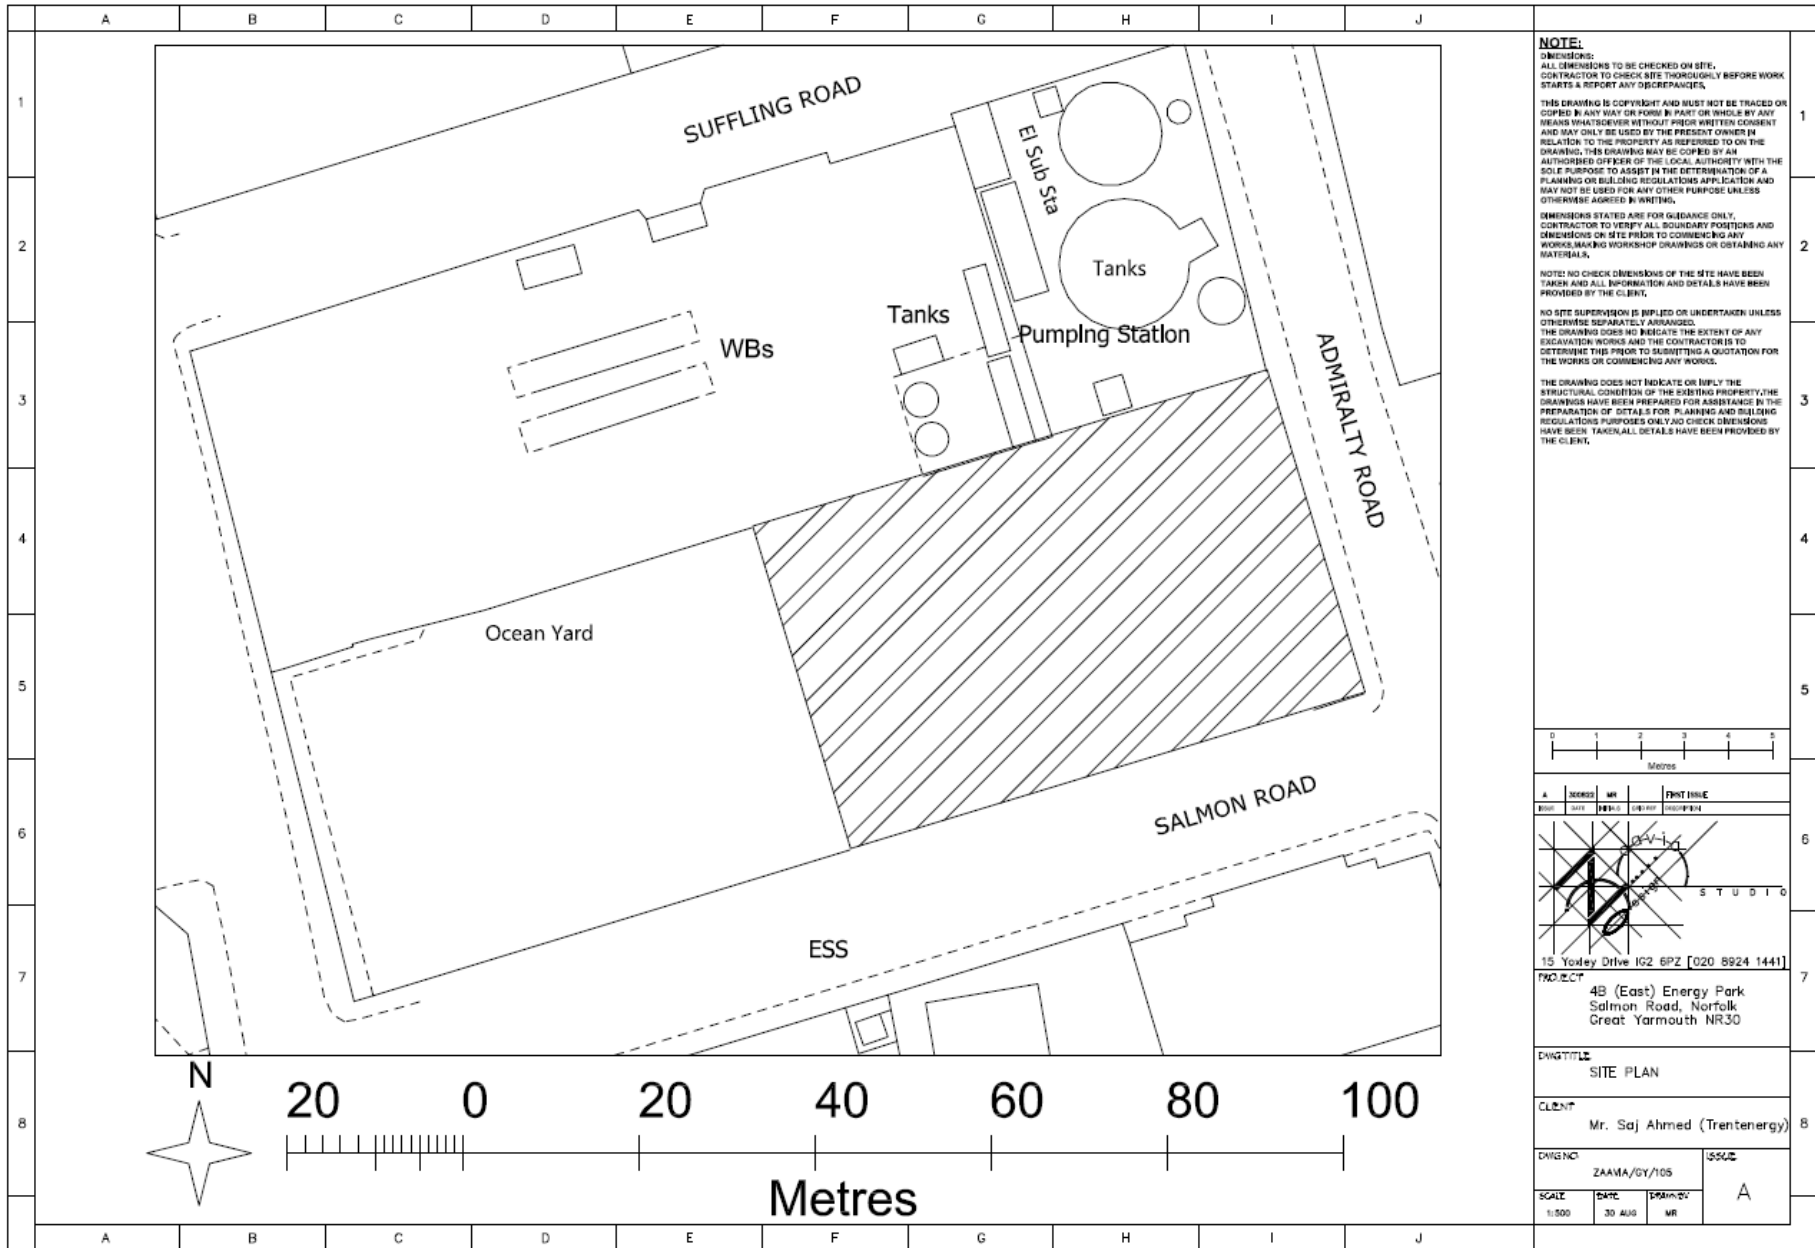 A B C D E F G H I J
1
2
3
4
5
6
7
8
SUFFLING ROAD
El Sub Sta
Tanks
Tanks
Pumping Station
WBs
ADMIRALTY ROAD
Ocean Yard
SALMON ROAD
ESS
N
20 0 20 40 60 80 100
Metres
A B C D E F G H I J
NOTE:
DIMENSIONS:
ALL DIMENSIONS TO BE CHECKED ON SITE.
CONTRACTOR TO CHECK SITE THOROUGHLY BEFORE WORK
STARTS & REPORT ANY DISCREPANCIES.
THIS DRAWING IS COPYRIGHT AND MUST NOT BE TRACED OR
COPIED IN ANY WAY OR FORM IN PART OR WHOLE BY ANY
MEANS WHATSOEVER WITHOUT PRIOR WRITTEN CONSENT
AND MAY ONLY BE USED BY THE PRESENT OWNER IN
RELATION TO THE PROPERTY AS REFERRED TO ON THE
DRAWING. THIS DRAWING MAY BE COPIED BY AN
AUTHORISED OFFICER OF THE LOCAL AUTHORITY WITH THE
SOLE PURPOSE TO ASSIST IN THE DETERMINATION OF A
PLANNING OR BUILDING REGULATIONS APPLICATION AND
MAY NOT BE USED FOR ANY OTHER PURPOSE UNLESS
OTHERWISE AGREED IN WRITING.
DIMENSIONS STATED ARE FOR GUIDANCE ONLY,
CONTRACTOR TO VERIFY ALL BOUNDARY POSITIONS AND
DIMENSIONS ON SITE PRIOR TO COMMENCING ANY
WORKS,MAKING WORKSHOP DRAWINGS OR OBTAINING ANY
MATERIALS.
NOTE: NO CHECK DIMENSIONS OF THE SITE HAVE BEEN
TAKEN AND ALL INFORMATION AND DETAILS HAVE BEEN
PROVIDED BY THE CLIENT.
NO SITE SUPERVISION IS IMPLIED OR UNDERTAKEN UNLESS
OTHERWISE SEPARATELY ARRANGED.
THE DRAWING DOES NO INDICATE THE EXTENT OF ANY
EXCAVATION WORKS AND THE CONTRACTOR IS TO
DETERMINE THIS PRIOR TO SUBMITTING A QUOTATION FOR
THE WORKS OR COMMENCING ANY WORKS.
THE DRAWING DOES NOT INDICATE OR IMPLY THE
STRUCTURAL CONDITION OF THE EXISTING PROPERTY.THE
DRAWINGS HAVE BEEN PREPARED FOR ASSISTANCE IN THE
PREPARATION OF DETAILS FOR PLANNING AND BUILDING
REGULATIONS PURPOSES ONLY.NO CHECK DIMENSIONS
HAVE BEEN TAKEN,ALL DETAILS HAVE BEEN PROVIDED BY
THE CLIENT.
1
2
3
4
5
6
7
8
0 1 2 3 4 5
Metres
A 300822 MR FIRST ISSUE
ISSUE DATE INITIALS GRID REF DESCRIPTION
STUDIO
15 Yoxley Drive IG2 6PZ [020 8924 1441]
PROJECT
4B (East) Energy Park
Salmon Road, Norfolk
Great Yarmouth NR30
DWG TITLE
SITE PLAN
CLIENT
Mr. Saj Ahmed (Trentenergy)
DWG NO
ZAAVIA/GY/105
ISSUE
A
SCALE DATE DRAWN BY
1:500 30 AUG MR